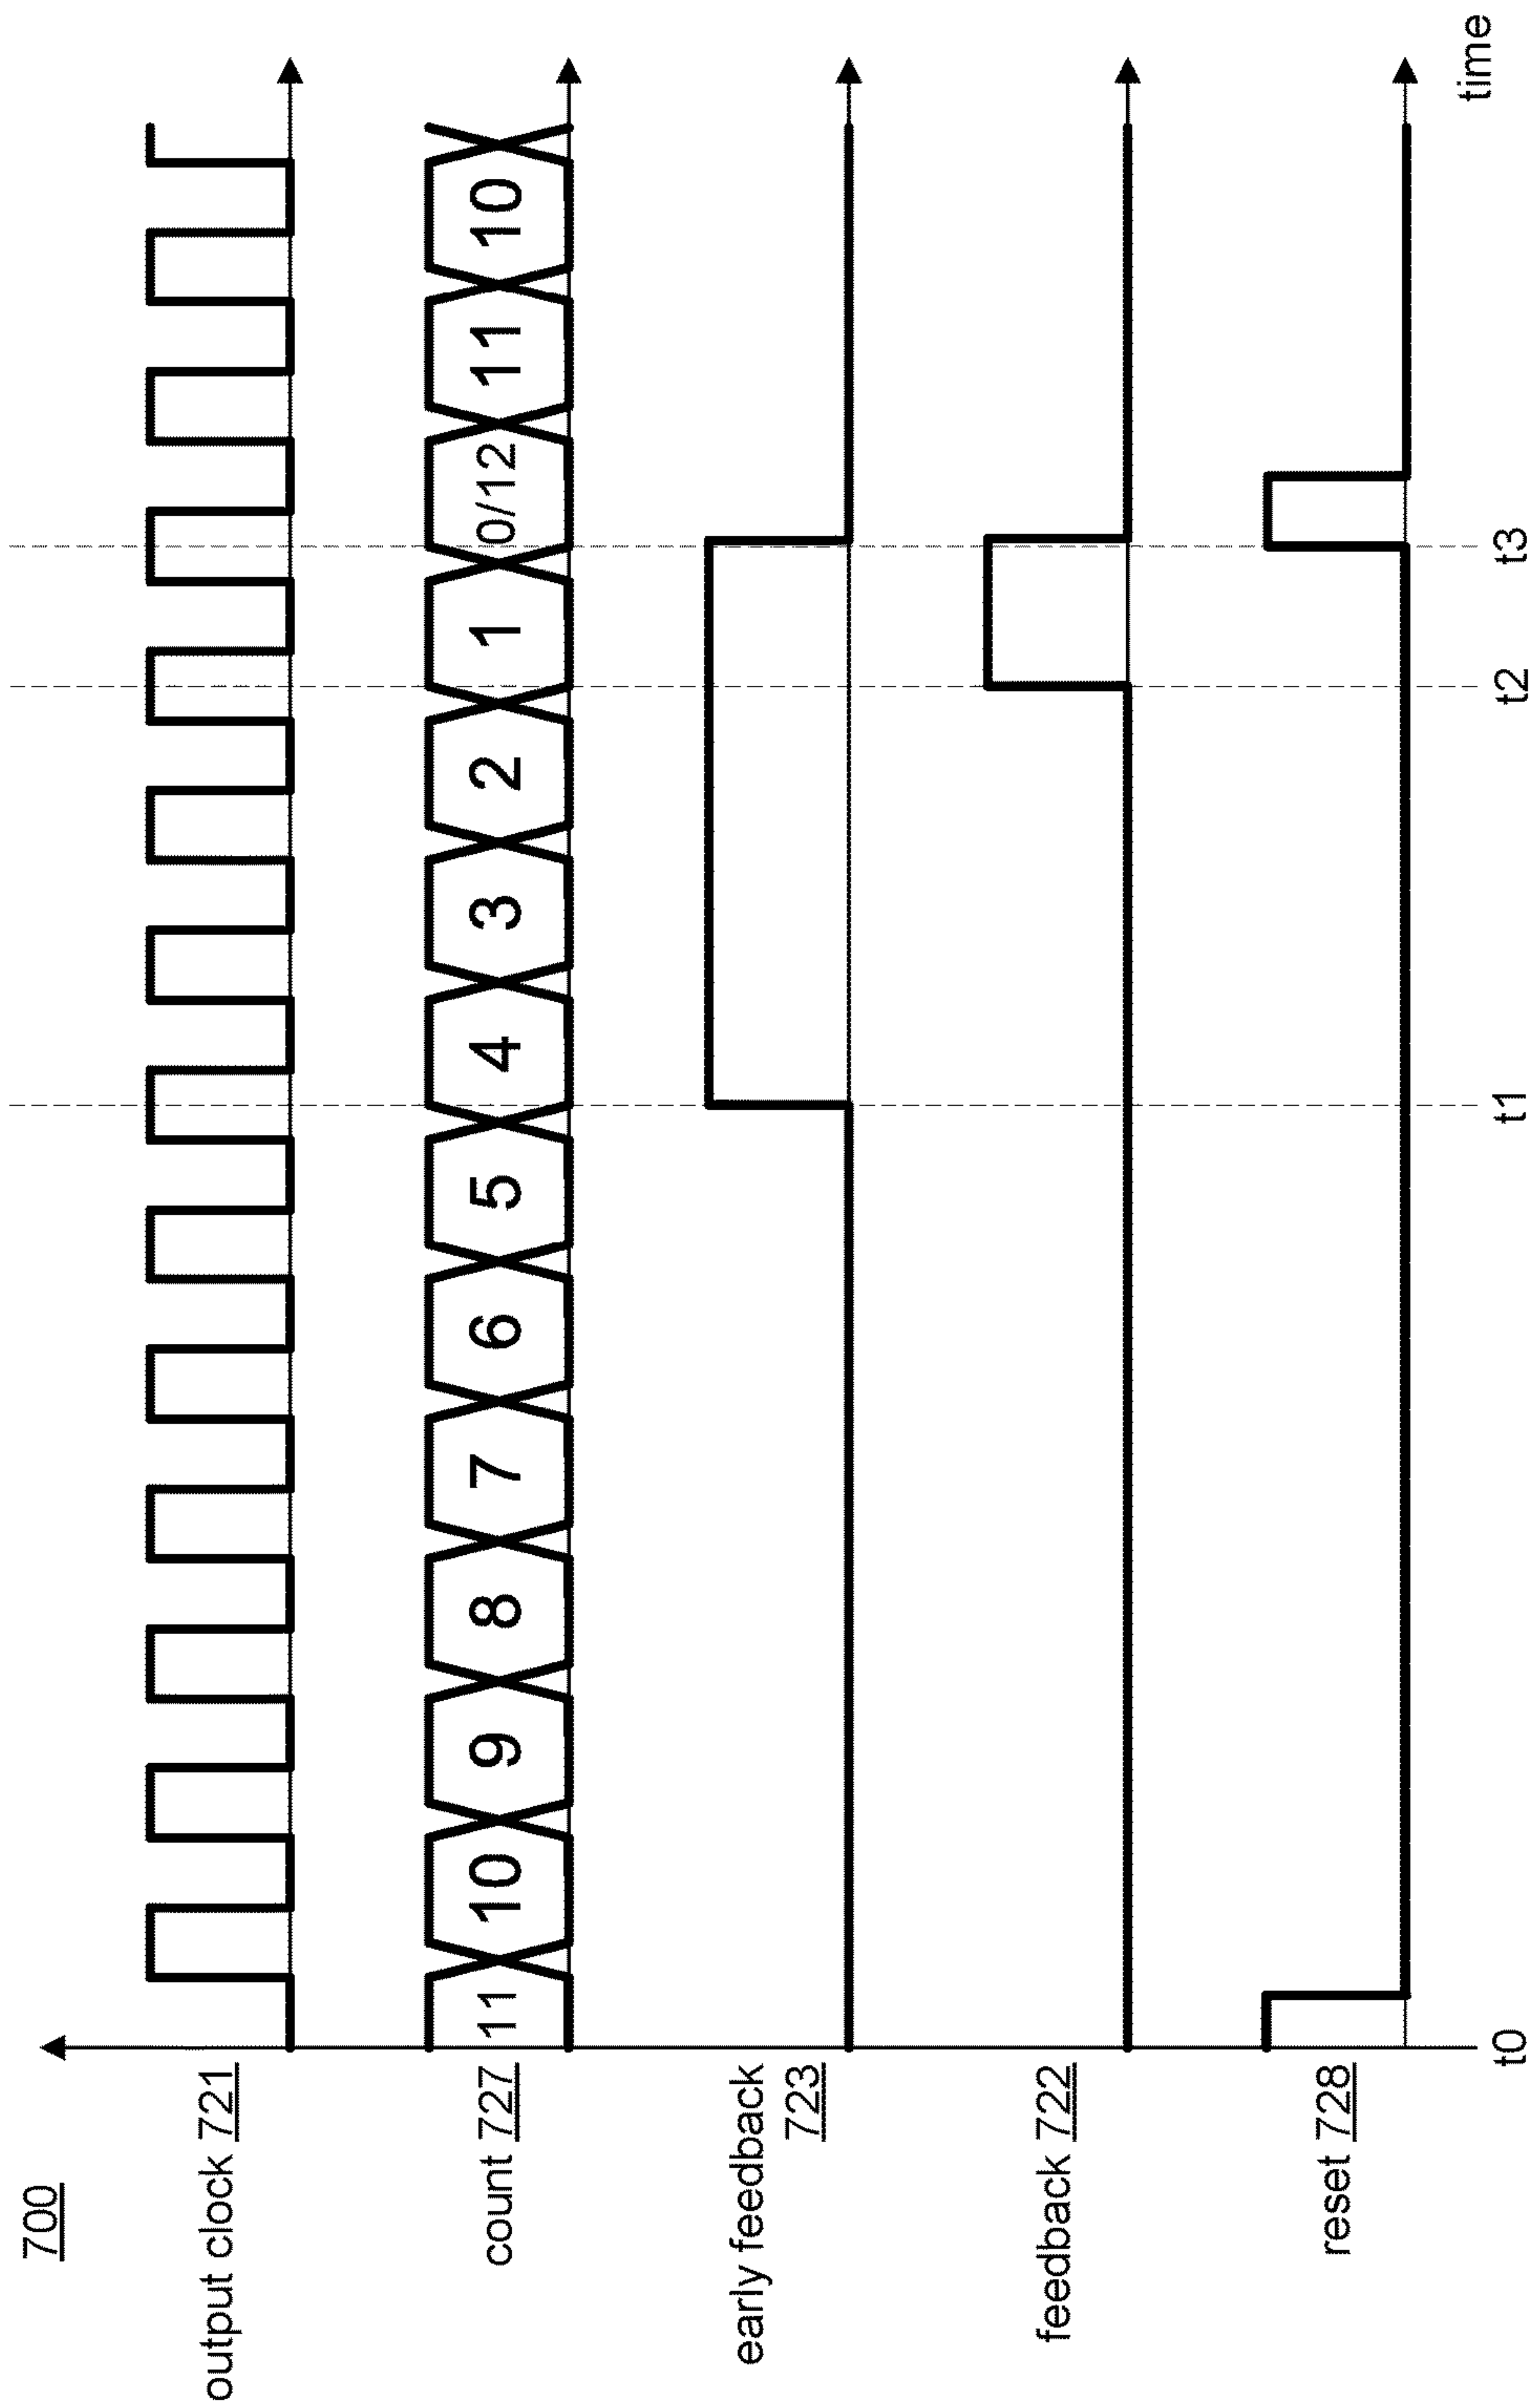 700
output clock 721
count 727
11
10
9
8
7
6
5
4
3
2
1
0/12
11
10
early feedback
723
feedback 722
reset 728
t0
t1
t2
t3
time